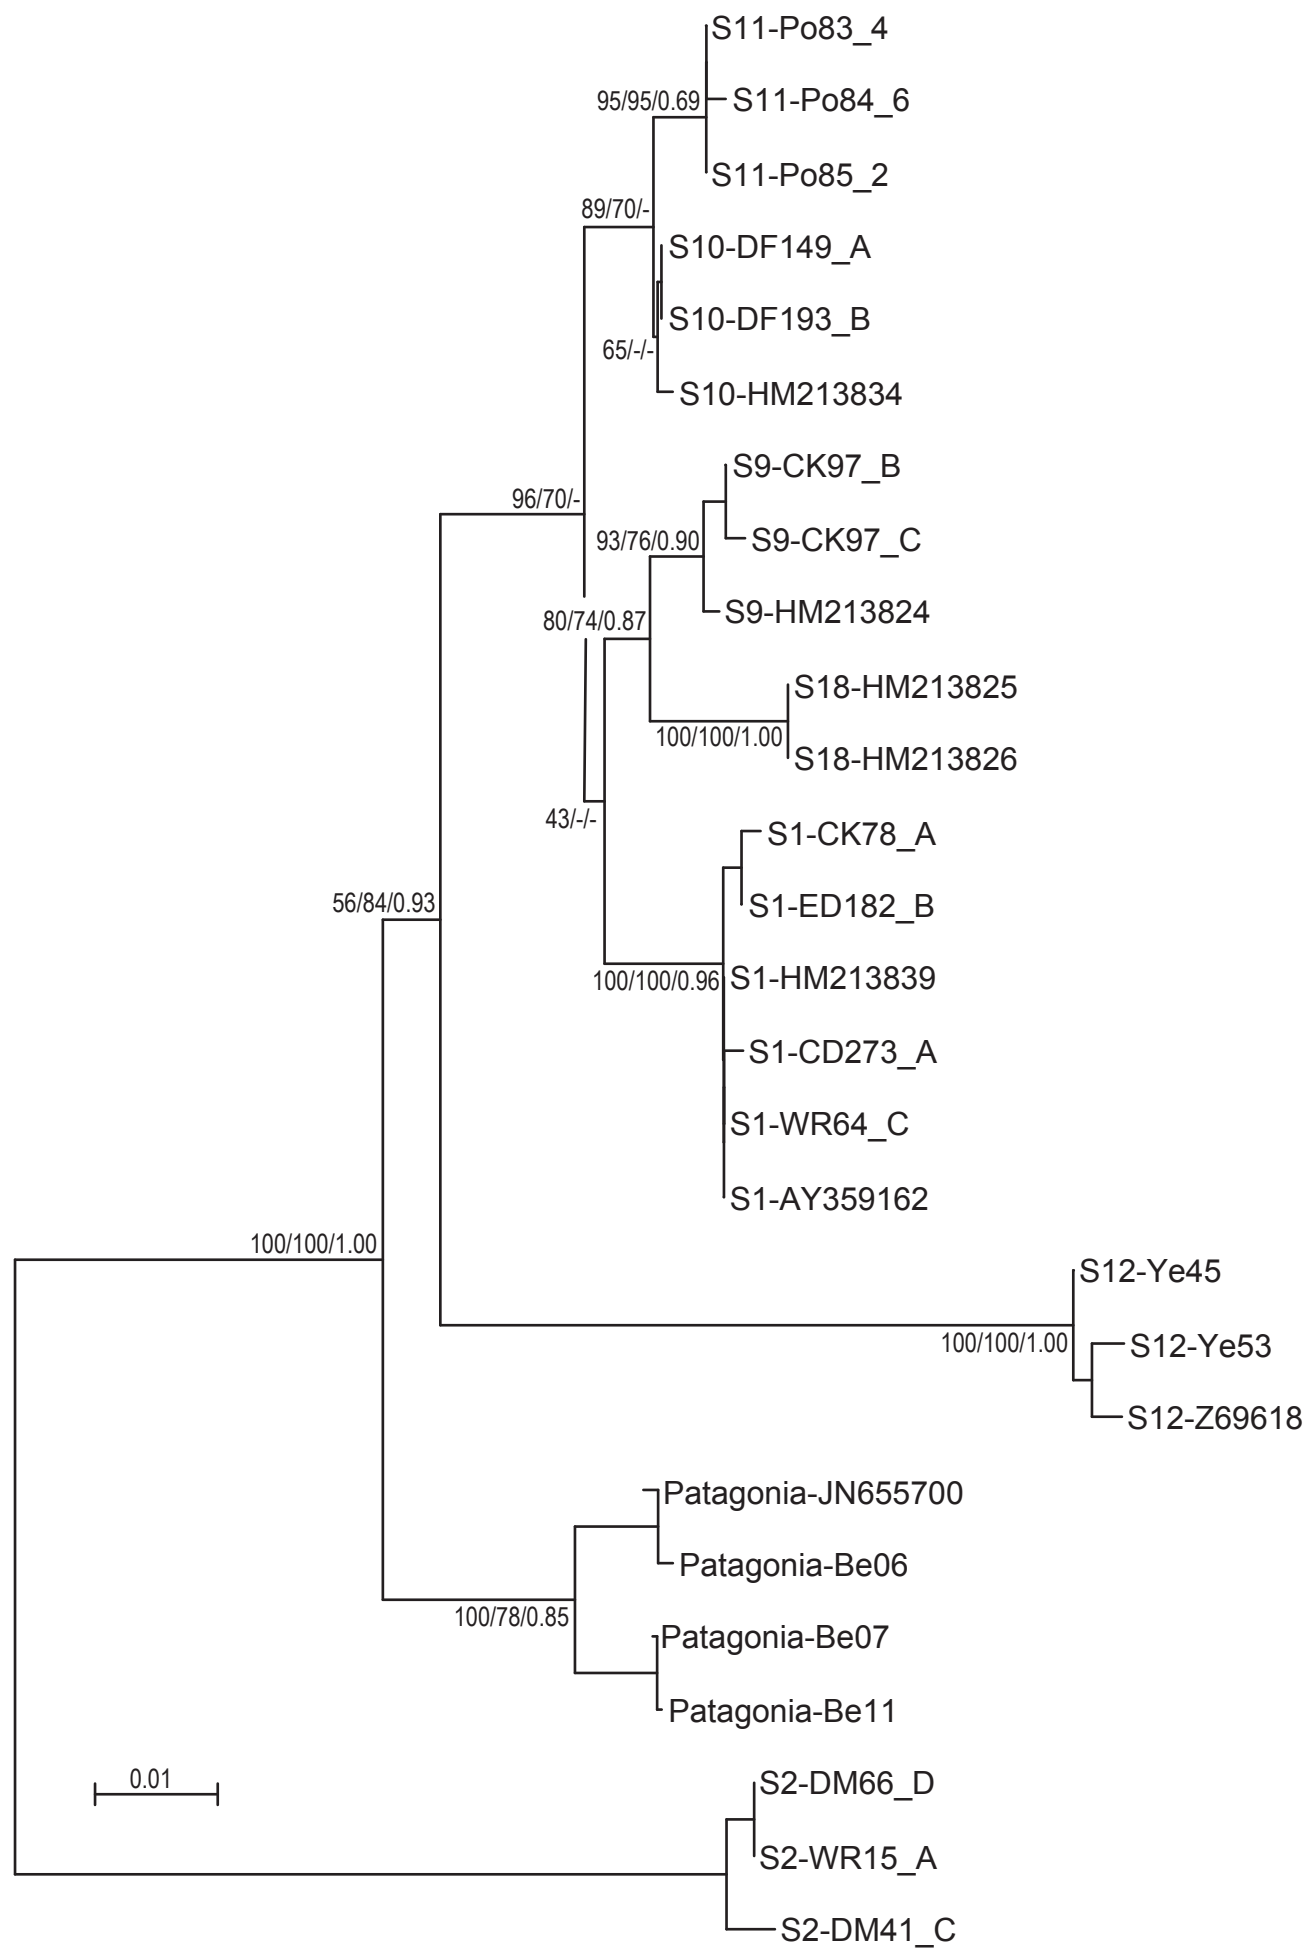 S11-Po83_4
95/95/0.69
S11-Po84_6
S11-Po85_2
89/70/-
S10-DF149_A
S10-DF193_B
65/-/-
S10-HM213834
S9-CK97_B
96/70/-
93/76/0.90
S9-CK97_C
S9-HM213824
80/74/0.87
S18-HM213825
100/100/1.00
S18-HM213826
43/-/-
S1-CK78_A
56/84/0.93
S1-ED182_B
100/100/0.96
S1-HM213839
S1-CD273_A
S1-WR64_C
S1-AY359162
100/100/1.00
S12-Ye45
100/100/1.00
S12-Ye53
S12-Z69618
Patagonia-JN655700
Patagonia-Be06
100/78/0.85
Patagonia-Be07
Patagonia-Be11
0.01
S2-DM66_D
S2-WR15_A
S2-DM41_C